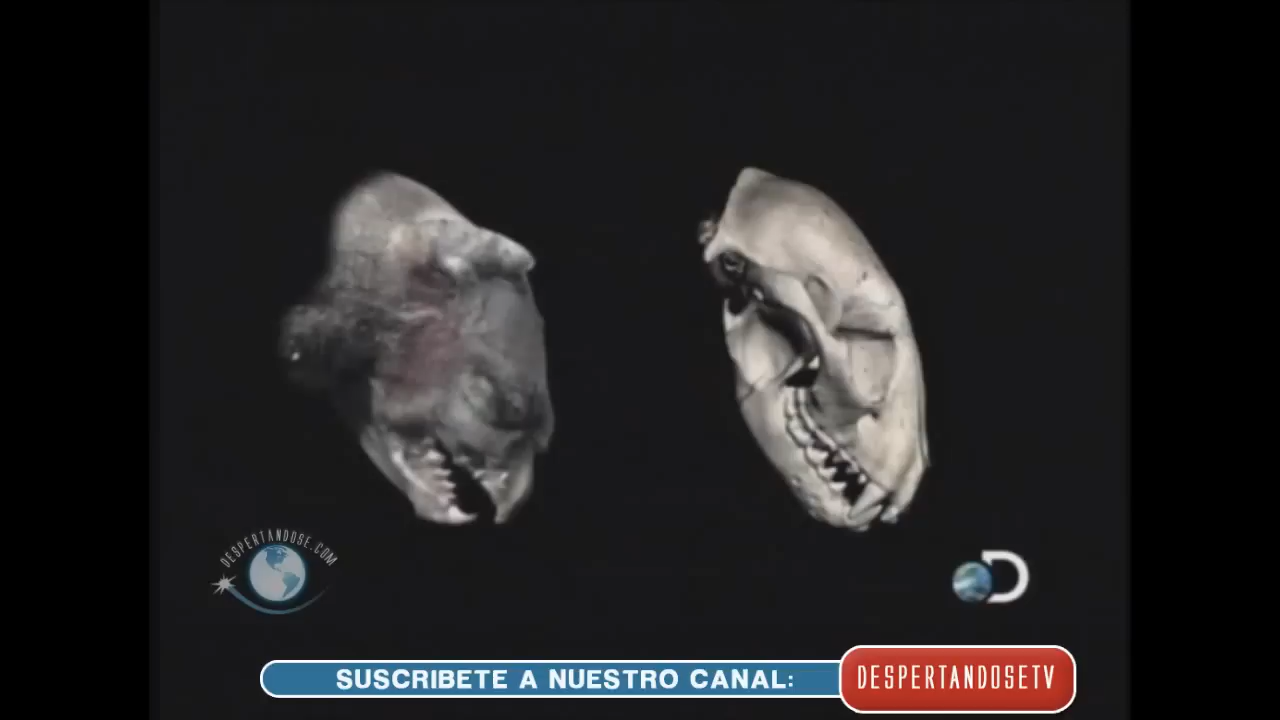 DESPERTANDOSE.COM
D
SUSCRIBETE A NUESTRO CANAL:
DESPERTANDOSETV